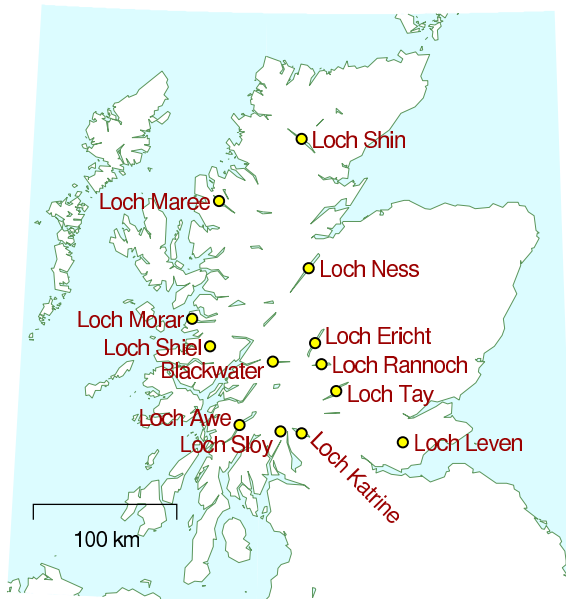 Loch Shin
Loch Maree
Loch Ness
Loch Morar
Loch Ericht
Loch Shiel
Loch Rannoch
Blackwater
Loch Tay
Loch Awe
Loch Sloy
Loch Leven
Loch Katrine
100 km